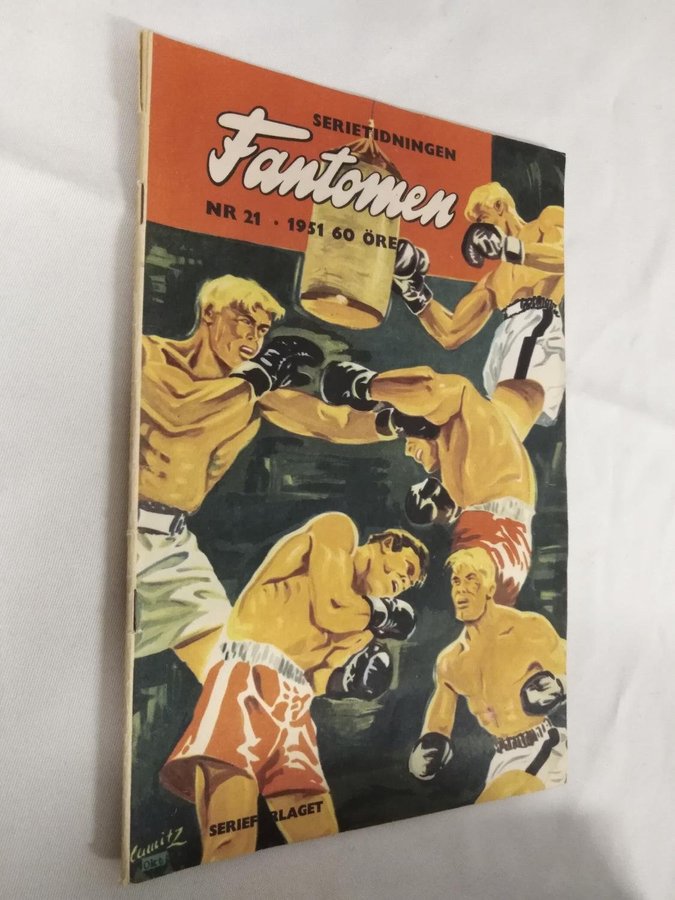 SERIETIDNINGEN
Fantomen
NR 21 · 1951 60 ÖRE
SERIEFÖRLAGET